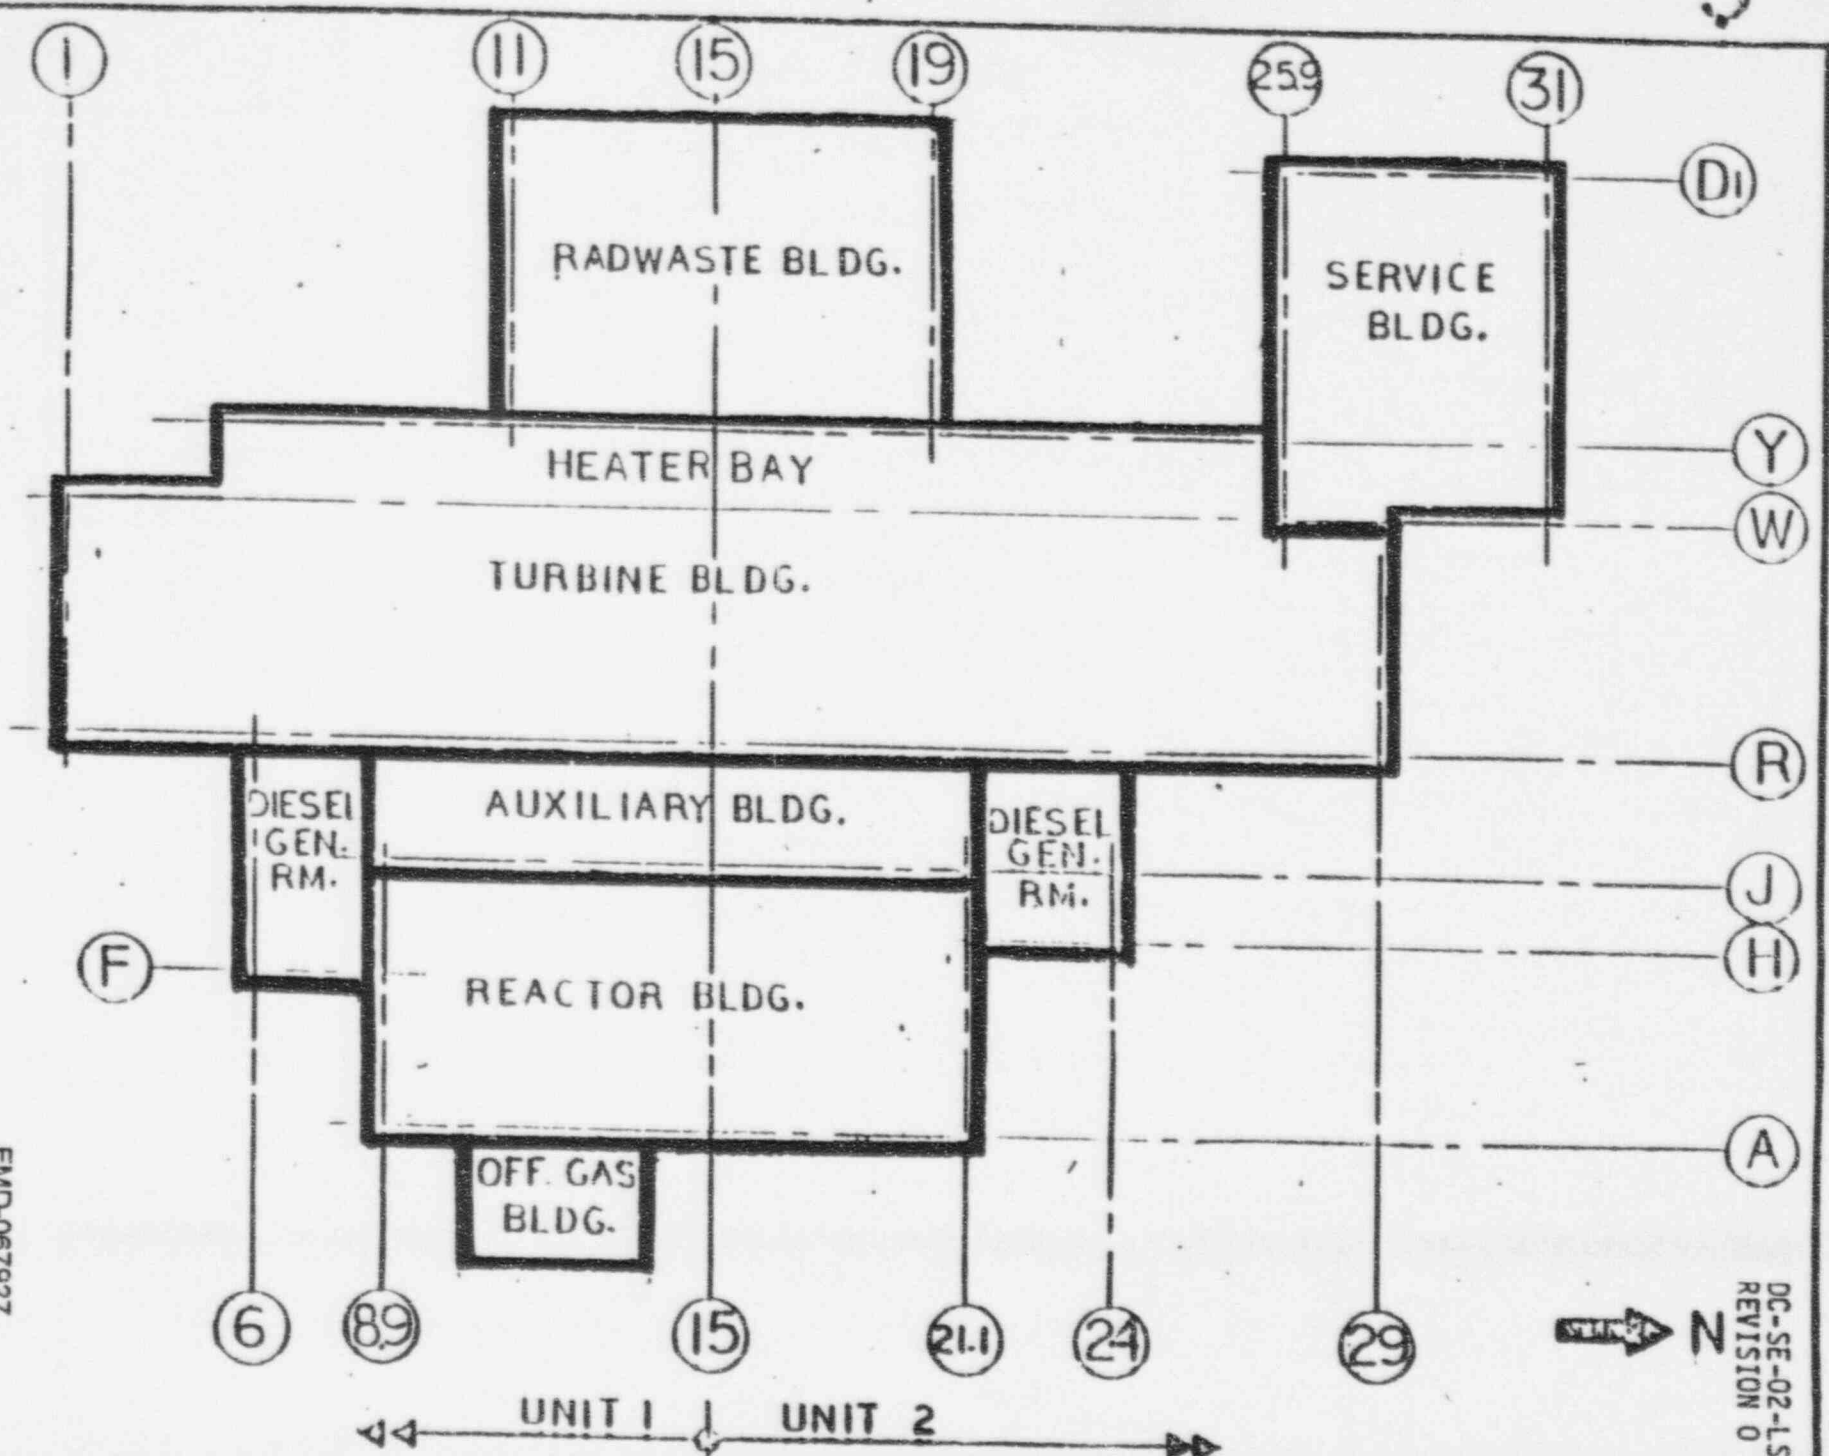 1
11
15
19
25.9
31
D1
RADWASTE BLDG.
SERVICE
BLDG.
Y
HEATER BAY
W
TURBINE BLDG.
R
DIESEL
GEN.
RM.
AUXILIARY BLDG.
DIESEL
GEN.
RM.
J
F
H
REACTOR BLDG.
A
OFF. GAS
BLDG.
6
8.9
15
21.1
24
29
N
UNIT 1
UNIT 2
DC-SE-02-LS
REVISION 0